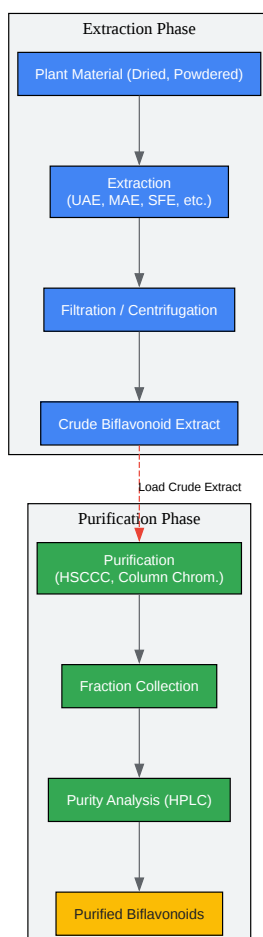 Extraction Phase
Plant Material (Dried, Powdered)
Extraction
(UAE, MAE, SFE, etc.)
Filtration / Centrifugation
Crude Biflavonoid Extract
Load Crude Extract
Purification Phase
Purification
(HSCCC, Column Chrom.)
Fraction Collection
Purity Analysis (HPLC)
Purified Biflavonoids